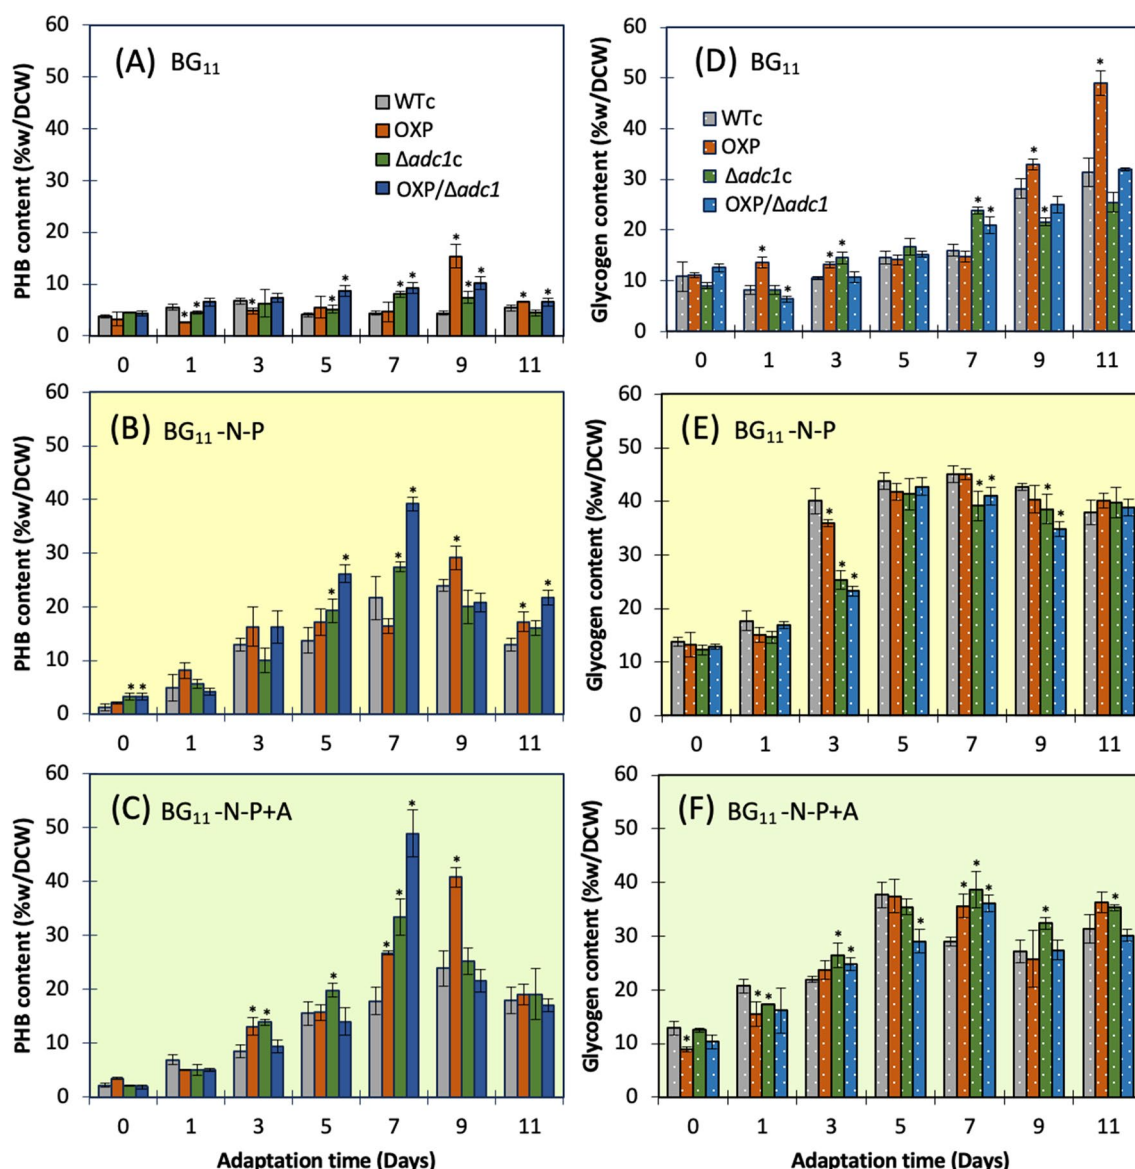 (A) BG₁₁
PHB content (%w/DCW)
60
50
40
30
20
10
0
WTc
OXP
Δadc1c
OXP/Δadc1
* * * * * * * * * * *
0 1 3 5 7 9 11
(D) BG₁₁
Glycogen content (%w/DCW)
60
50
40
30
20
10
0
WTc
OXP
Δadc1c
OXP/Δadc1
* * * * * * * * *
0 1 3 5 7 9 11
(B) BG₁₁ -N-P
PHB content (%w/DCW)
60
50
40
30
20
10
0
* * * * * * * * *
0 1 3 5 7 9 11
(E) BG₁₁ -N-P
Glycogen content (%w/DCW)
60
50
40
30
20
10
0
* * * * * * *
0 1 3 5 7 9 11
(C) BG₁₁ -N-P+A
PHB content (%w/DCW)
60
50
40
30
20
10
0
* * * * * * *
0 1 3 5 7 9 11
Adaptation time (Days)
(F) BG₁₁ -N-P+A
Glycogen content (%w/DCW)
60
50
40
30
20
10
0
* * * * * * * * * * *
0 1 3 5 7 9 11
Adaptation time (Days)